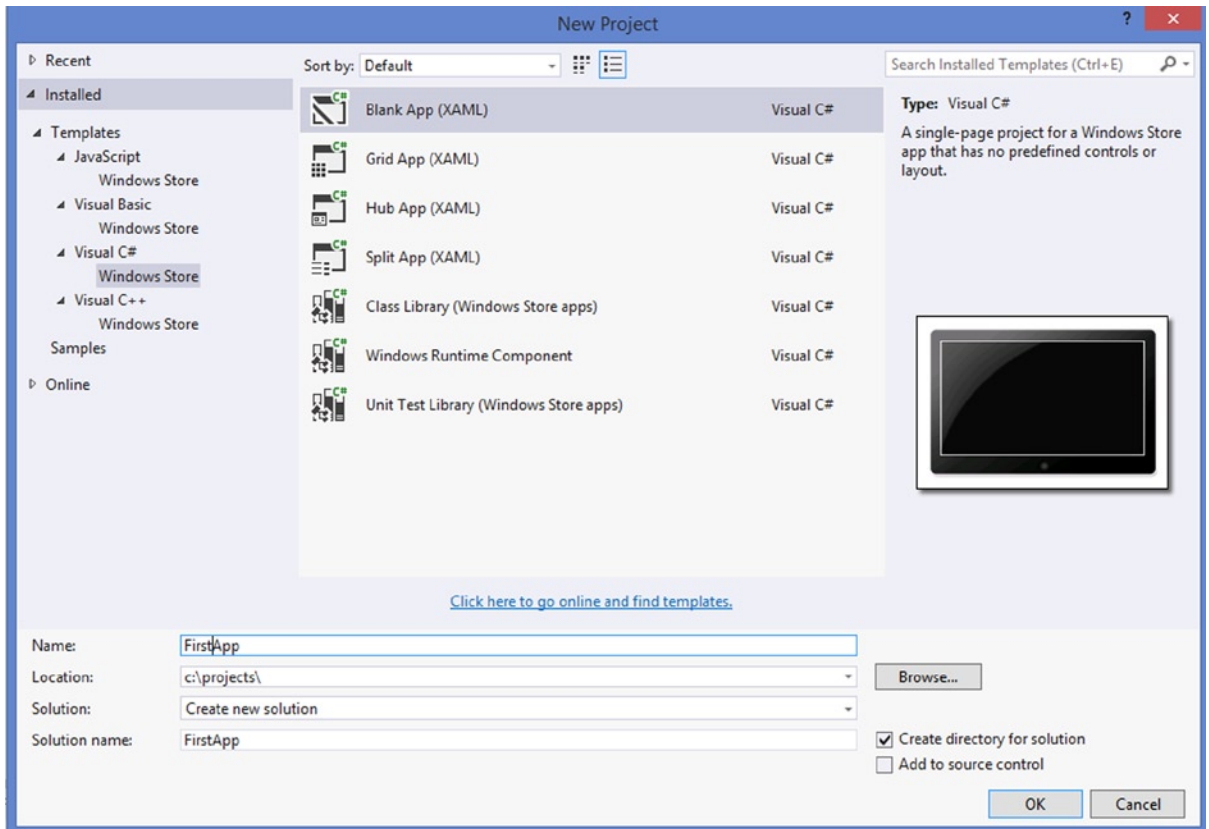 New Project
?
Recent
Installed
Templates
JavaScript
Windows Store
Visual Basic
Windows Store
Visual C#
Windows Store
Visual C++
Windows Store
Samples
Online
Sort by: Default
Search Installed Templates (Ctrl+E)
C# Blank App (XAML) Visual C#
C# Grid App (XAML) Visual C#
C# Hub App (XAML) Visual C#
C# Split App (XAML) Visual C#
C# Class Library (Windows Store apps) Visual C#
C# Windows Runtime Component Visual C#
C# Unit Test Library (Windows Store apps) Visual C#
Type: Visual C#
A single-page project for a Windows Store
app that has no predefined controls or
layout.
Click here to go online and find templates.
Name: FirstApp
Location: c:\projects\
Browse...
Solution: Create new solution
Solution name: FirstApp
Create directory for solution
Add to source control
OK Cancel